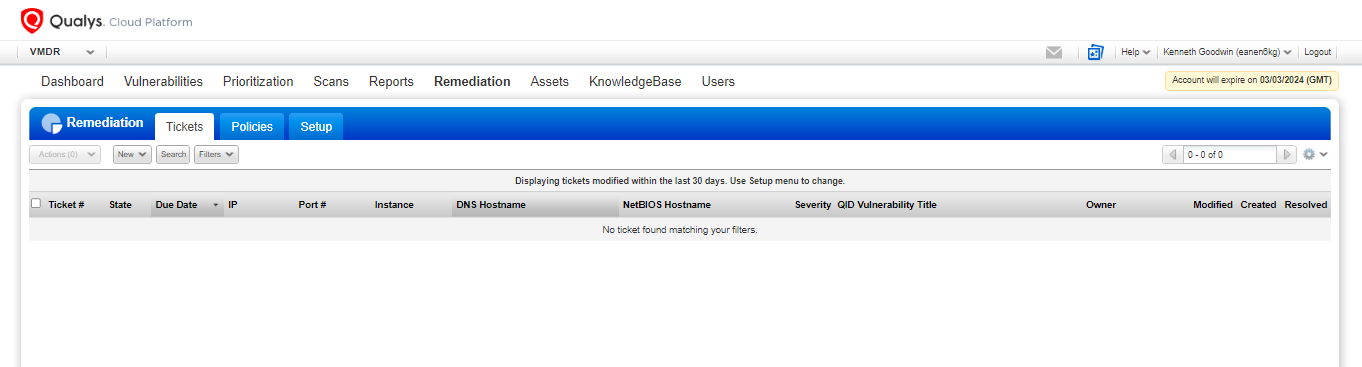 Qualys. Cloud Platform
VMDR
Help
Kenneth Goodwin (eanen6kg)
Logout
Dashboard Vulnerabilities Prioritization Scans Reports Remediation Assets KnowledgeBase Users
Account will expire on 03/03/2024 (GMT)
Remediation Tickets Policies Setup
Actions (0) New Search Filters 0 - 0 of 0
Displaying tickets modified within the last 30 days. Use Setup menu to change.
Ticket # State Due Date IP Port # Instance DNS Hostname NetBIOS Hostname Severity QID Vulnerability Title Owner Modified Created Resolved
No ticket found matching your filters.